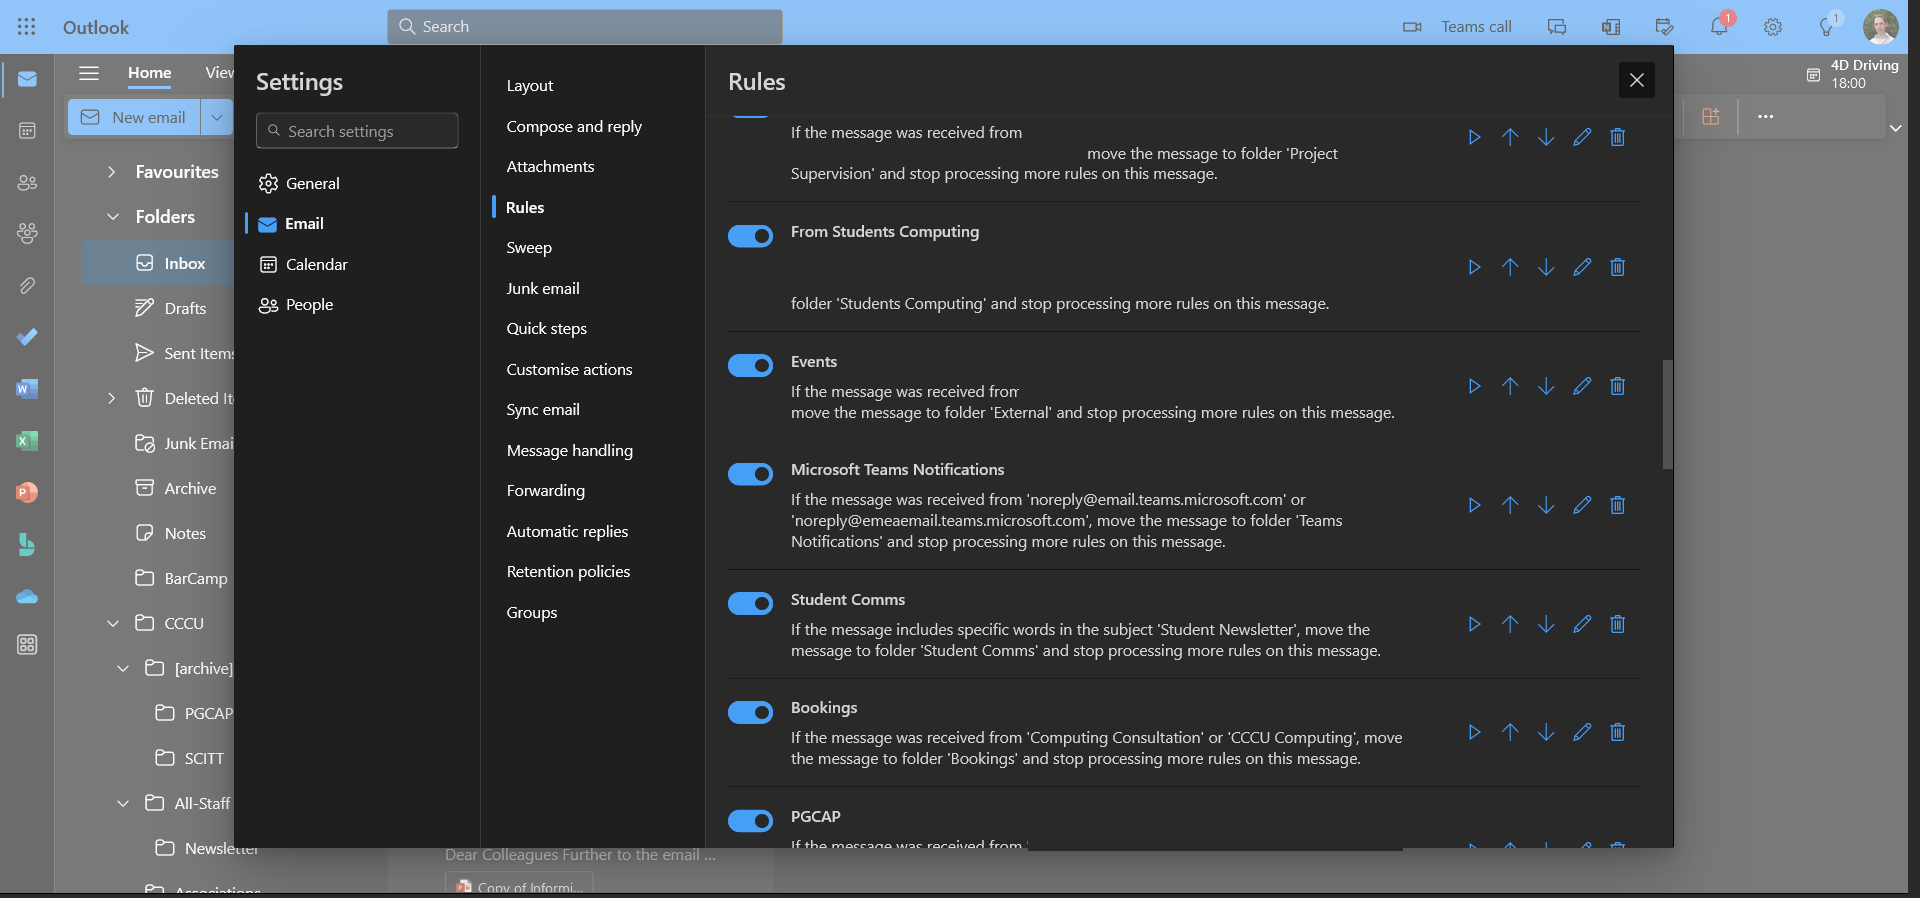 Outlook
Search
Teams call
1
1
Home
View
4D Driving
18:00
New email
Favourites
Folders
Inbox
Drafts
Sent Items
Deleted It
Junk Emai
Archive
Notes
BarCamp
CCCU
[archive]
PGCAP
SCITT
All-Staff
Newsletter
Associations
Settings
Search settings
General
Email
Calendar
People
Layout
Compose and reply
Attachments
Rules
Sweep
Junk email
Quick steps
Customise actions
Sync email
Message handling
Forwarding
Automatic replies
Retention policies
Groups
Rules
If the message was received from
move the message to folder 'Project
Supervision' and stop processing more rules on this message.
From Students Computing
folder 'Students Computing' and stop processing more rules on this message.
Events
If the message was received from
move the message to folder 'External' and stop processing more rules on this message.
Microsoft Teams Notifications
If the message was received from 'noreply@email.teams.microsoft.com' or
'noreply@emeaemail.teams.microsoft.com', move the message to folder 'Teams
Notifications' and stop processing more rules on this message.
Student Comms
If the message includes specific words in the subject 'Student Newsletter', move the
message to folder 'Student Comms' and stop processing more rules on this message.
Bookings
If the message was received from 'Computing Consultation' or 'CCCU Computing', move
the message to folder 'Bookings' and stop processing more rules on this message.
PGCAP
If the message was received from '
Dear Colleagues Further to the email ...
Copy of Informi...